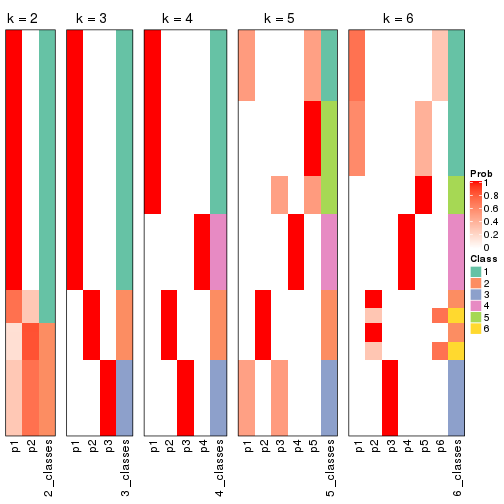 k = 2
k = 3
k = 4
k = 5
k = 6
Prob
1
0.8
0.6
0.4
0.2
0
Class
1
2
3
4
5
6
p1
p2
2_classes
p1
p2
p3
3_classes
p1
p2
p3
p4
4_classes
p1
p2
p3
p4
p5
5_classes
p1
p2
p3
p4
p5
p6
6_classes